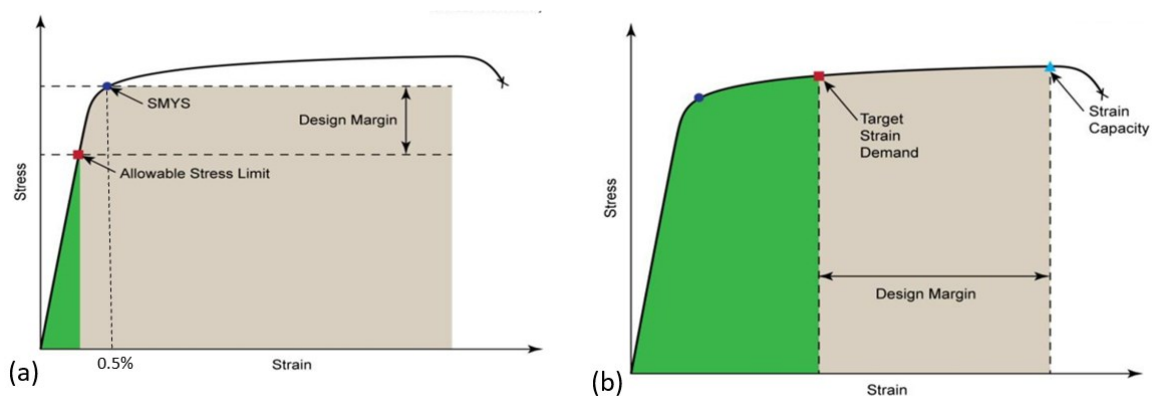 SMYS
Design Margin
Allowable Stress Limit
Stress
0.5%
Strain
(a)
Target
Strain
Demand
Strain
Capacity
Stress
Design Margin
Strain
(b)